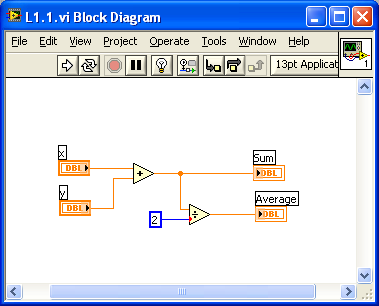 L1.1.vi Block Diagram
File Edit View Project Operate Tools Window Help
13pt Applicat
1
x
DBL
+
Sum
DBL
y
DBL
2
÷
Average
DBL